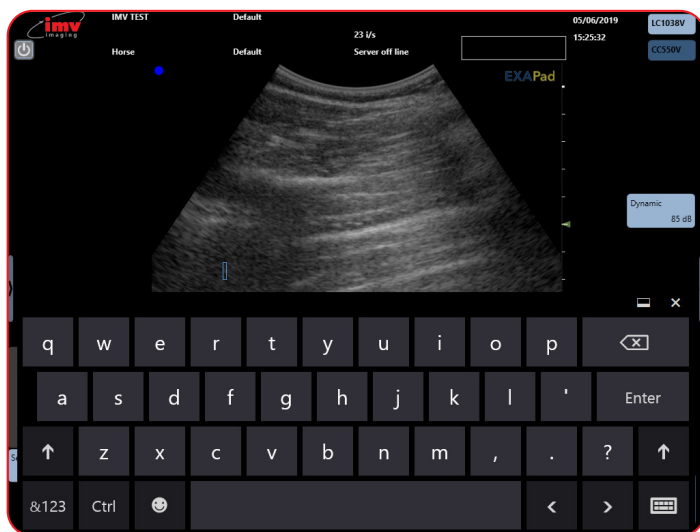 imv
imaging
IMV TEST
Default
05/06/2019
LC1038V
23 i/s
15:25:32
Horse
Default
Server off line
CC550V
EXAPad
Dynamic
85 dB
q w e r t y u i o p
a s d f g h j k l ' Enter
z x c v b n m , . ?
&123 Ctrl < >